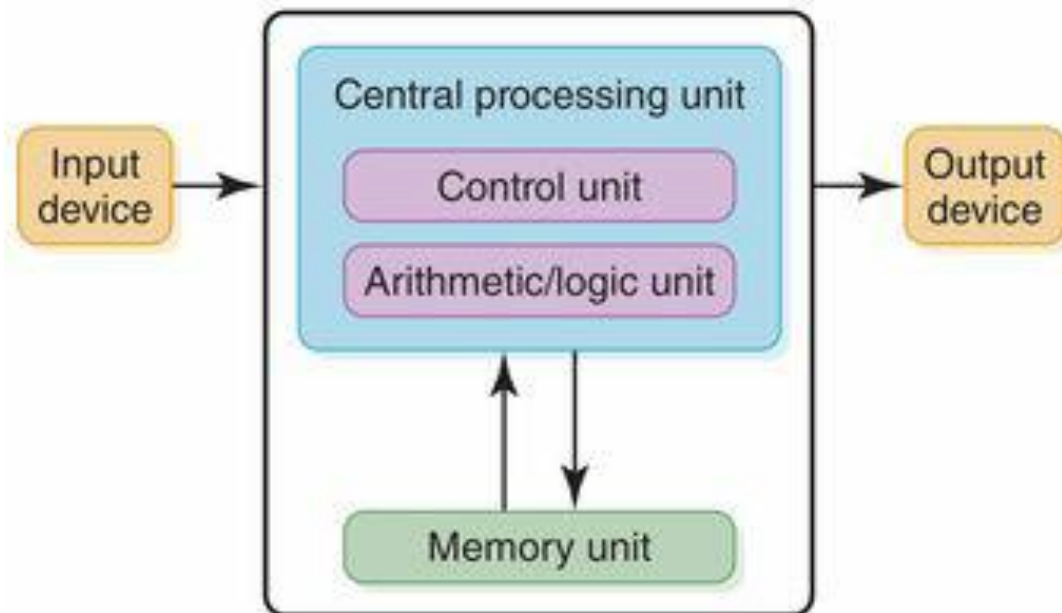 Central processing unit
Input
device
Control unit
Output
device
Arithmetic/logic unit
Memory unit